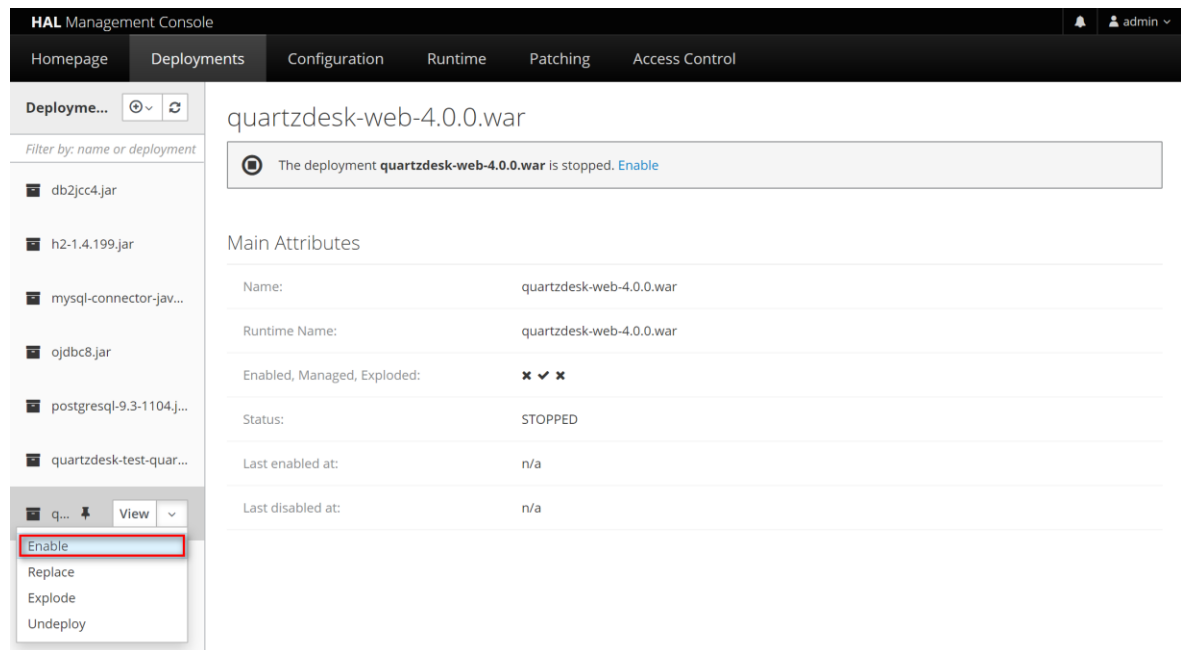 HAL Management Console
admin
Homepage Deployments Configuration Runtime Patching Access Control
Deployme...
Filter by: name or deployment
db2jcc4.jar
h2-1.4.199.jar
mysql-connector-jav...
ojdbc8.jar
postgresql-9.3-1104.j...
quartzdesk-test-quar...
q... View
Enable
Replace
Explode
Undeploy
quartzdesk-web-4.0.0.war
The deployment quartzdesk-web-4.0.0.war is stopped. Enable
Main Attributes
Name: quartzdesk-web-4.0.0.war
Runtime Name: quartzdesk-web-4.0.0.war
Enabled, Managed, Exploded:
Status: STOPPED
Last enabled at: n/a
Last disabled at: n/a